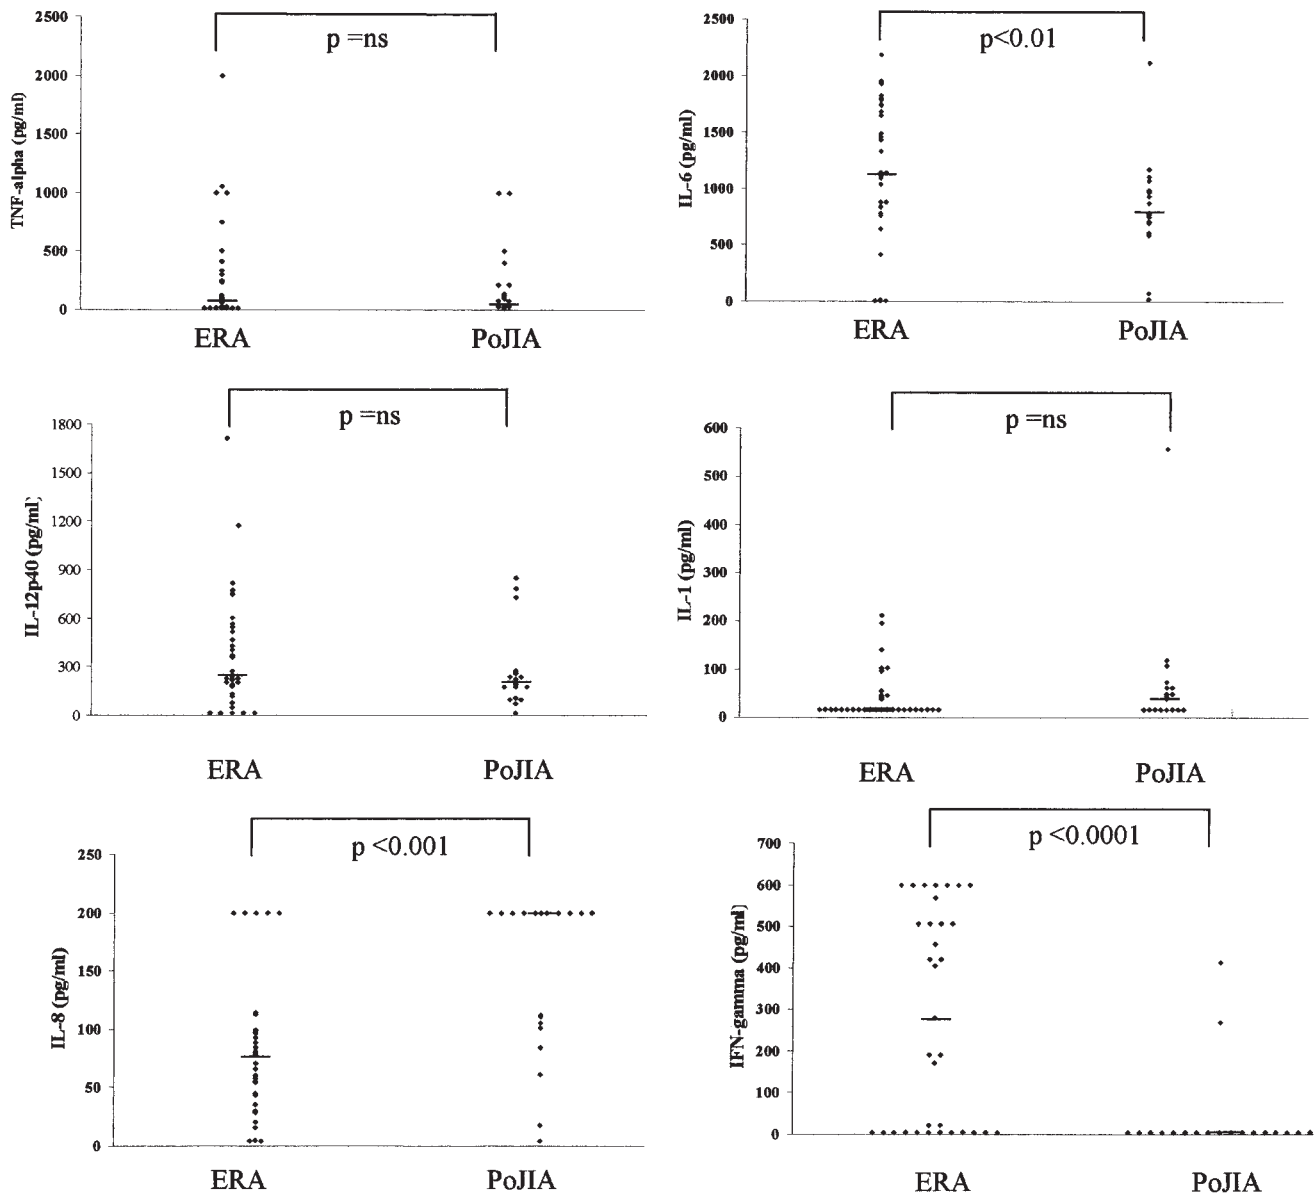 p =ns
2500
2000
1500
1000
500
0
TNF-alpha (pg/ml)
ERA PoJIA
p<0.01
2500
2000
1500
1000
500
0
IL-6 (pg/ml)
ERA PoJIA
p =ns
1800
1500
1200
900
600
300
0
IL-12p40 (pg/ml)
ERA PoJIA
p =ns
600
500
400
300
200
100
0
IL-1 (pg/ml)
ERA PoJIA
p <0.001
250
200
150
100
50
0
IL-8 (pg/ml)
ERA PoJIA
p <0.0001
700
600
500
400
300
200
100
0
IFN-gamma (pg/ml)
ERA PoJIA